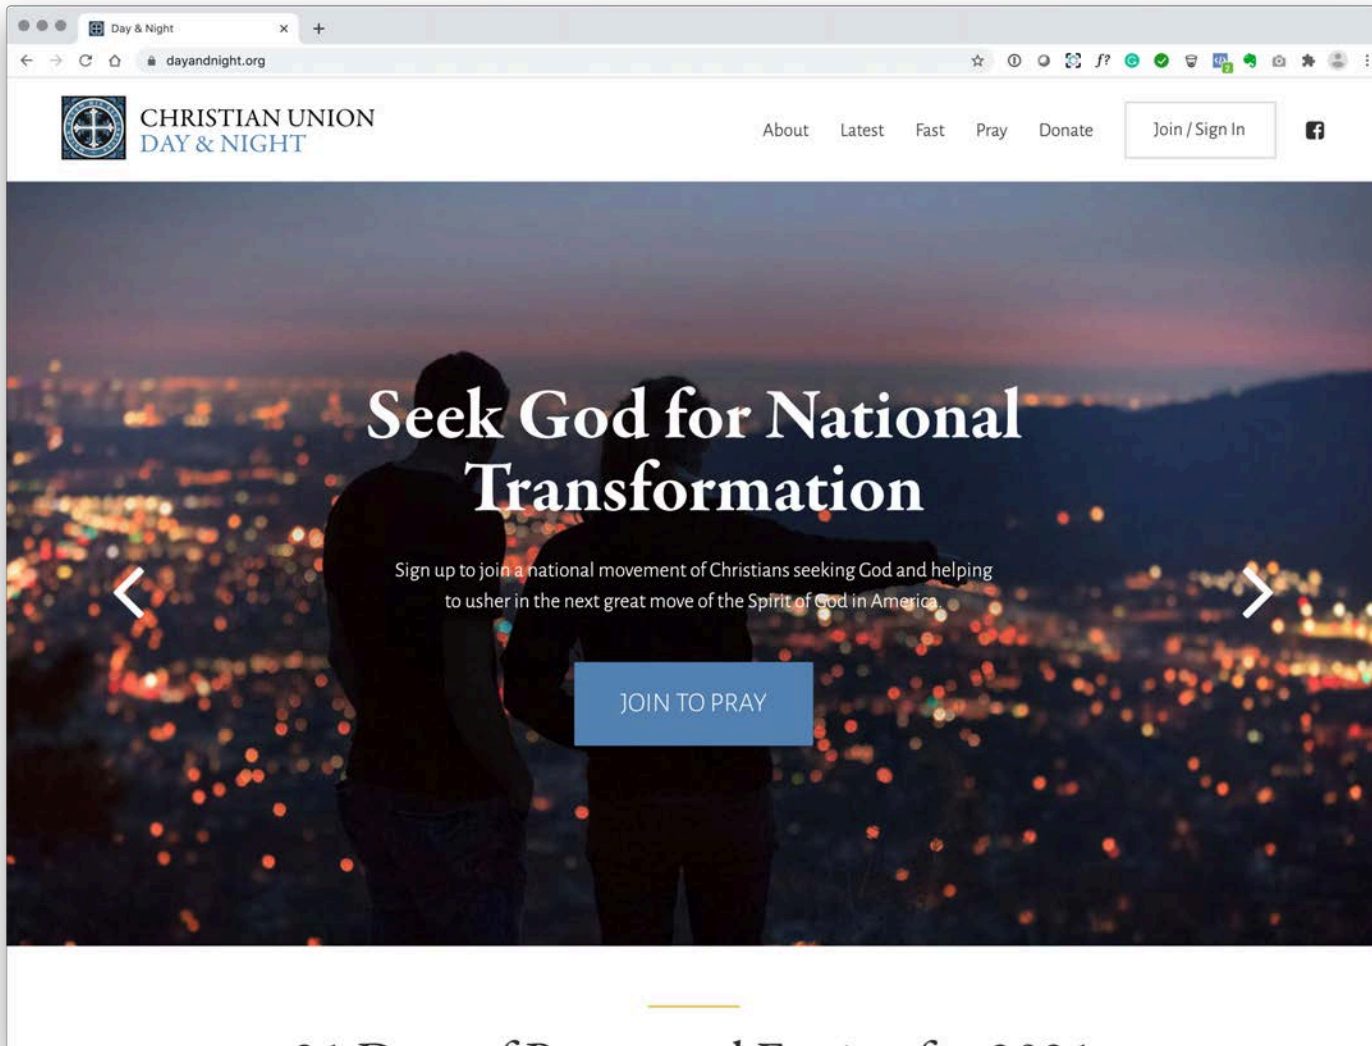 Day & Night
dayandnight.org
f?
2
CHRISTIAN UNION
DAY & NIGHT
About Latest Fast Pray Donate Join / Sign In
Seek God for National
Transformation
Sign up to join a national movement of Christians seeking God and helping
to usher in the next great move of the Spirit of God in America.
JOIN TO PRAY